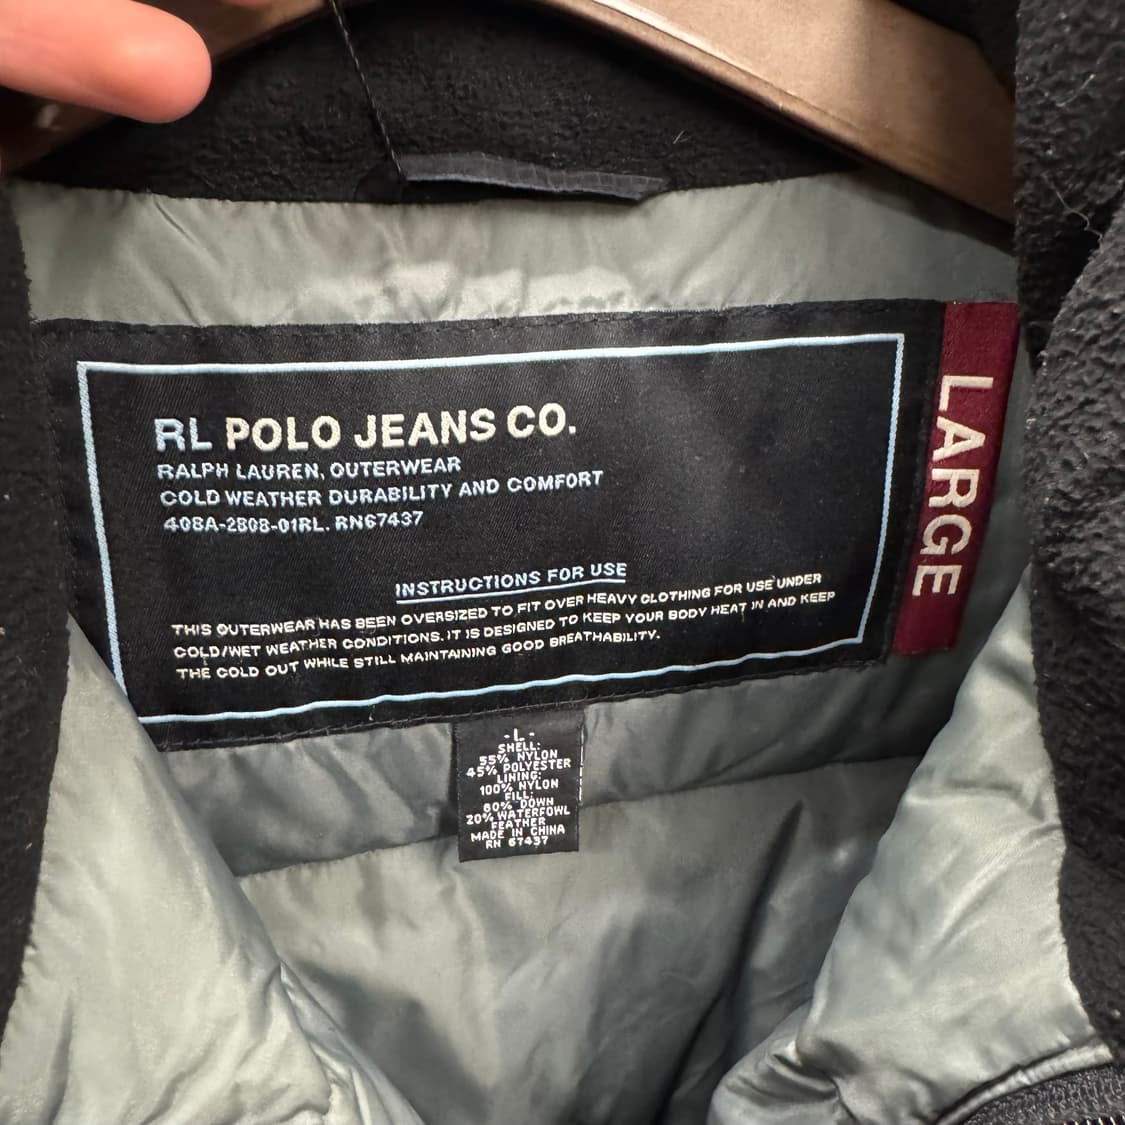 RL POLO JEANS CO.
RALPH LAUREN, OUTERWEAR
COLD WEATHER DURABILITY AND COMFORT
408A-2808-01RL. RN67437
INSTRUCTIONS FOR USE
THIS OUTERWEAR HAS BEEN OVERSIZED TO FIT OVER HEAVY CLOTHING FOR USE UNDER
COLD/WET WEATHER CONDITIONS. IT IS DESIGNED TO KEEP YOUR BODY HEAT IN AND KEEP
THE COLD OUT WHILE STILL MAINTAINING GOOD BREATHABILITY.
LARGE
-L-
SHELL:
55% NYLON
45% POLYESTER
LINING:
100% NYLON
FILL:
80% DOWN
20% WATERFOWL
FEATHER
MADE IN CHINA
RN 67437